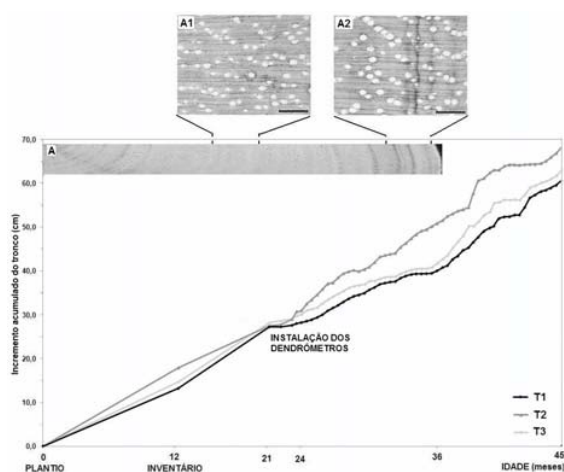 A1
A2
A
70,0
60,0
50,0
40,0
30,0
20,0
10,0
0,0
Incremento acumulado do tronco (cm)
INSTALAÇÃO DOS
DENDRÔMETROS
T1
T2
T3
0
12
21
24
36
45
PLANTIO
INVENTÁRIO
IDADE (meses)